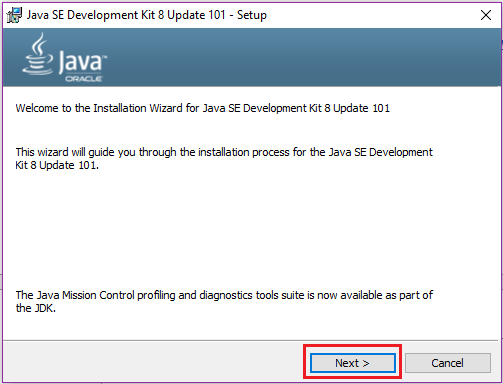 Java SE Development Kit 8 Update 101 - Setup
Java
ORACLE
Welcome to the Installation Wizard for Java SE Development Kit 8 Update 101
This wizard will guide you through the installation process for the Java SE Development
Kit 8 Update 101.
The Java Mission Control profiling and diagnostics tools suite is now available as part of
the JDK.
Next >
Cancel